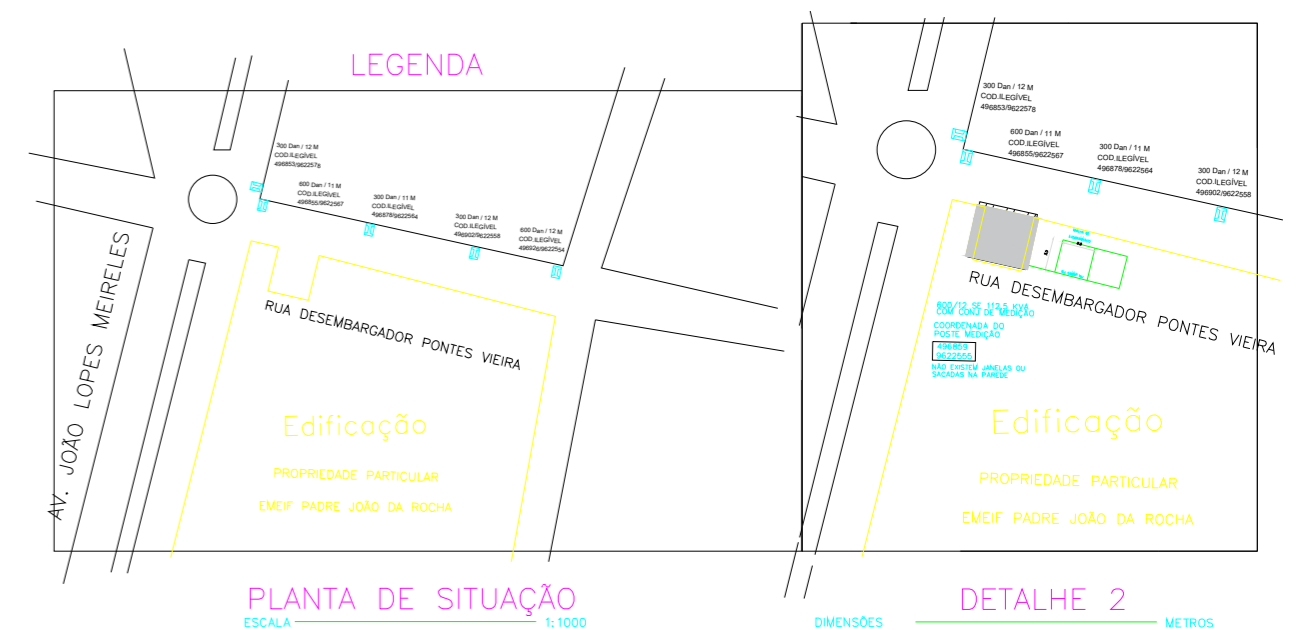 LEGENDA
300 Dan / 12 M
COD.ILEGÍVEL
496853/9622578
600 Dan / 11 M
COD.ILEGÍVEL
496855/9622567
300 Dan / 11 M
COD.ILEGÍVEL
496878/9622564
300 Dan / 12 M
COD.ILEGÍVEL
496902/9622558
600 Dan / 12 M
COD.ILEGÍVEL
496926/9622554
AV. JOÃO LOPES MEIRELES
RUA DESEMBARGADOR PONTES VIEIRA
Edificação
PROPRIEDADE PARTICULAR
EMEIF PADRE JOÃO DA ROCHA
PLANTA DE SITUAÇÃO
ESCALA 1:1000
300 Dan / 12 M
COD.ILEGÍVEL
496853/9622578
600 Dan / 11 M
COD.ILEGÍVEL
496855/9622567
300 Dan / 11 M
COD.ILEGÍVEL
496878/9622564
300 Dan / 12 M
COD.ILEGÍVEL
496902/9622558
RUA DESEMBARGADOR PONTES VIEIRA
600/12 SE 112,5 KVA
COM CONJ DE MEDIÇÃO
COORDENADA DO
POSTE MEDIÇÃO
496859
9622555
NÃO EXISTEM JANELAS OU
SACADAS NA PAREDE
Edificação
PROPRIEDADE PARTICULAR
EMEIF PADRE JOÃO DA ROCHA
DETALHE 2
DIMENSÕES METROS